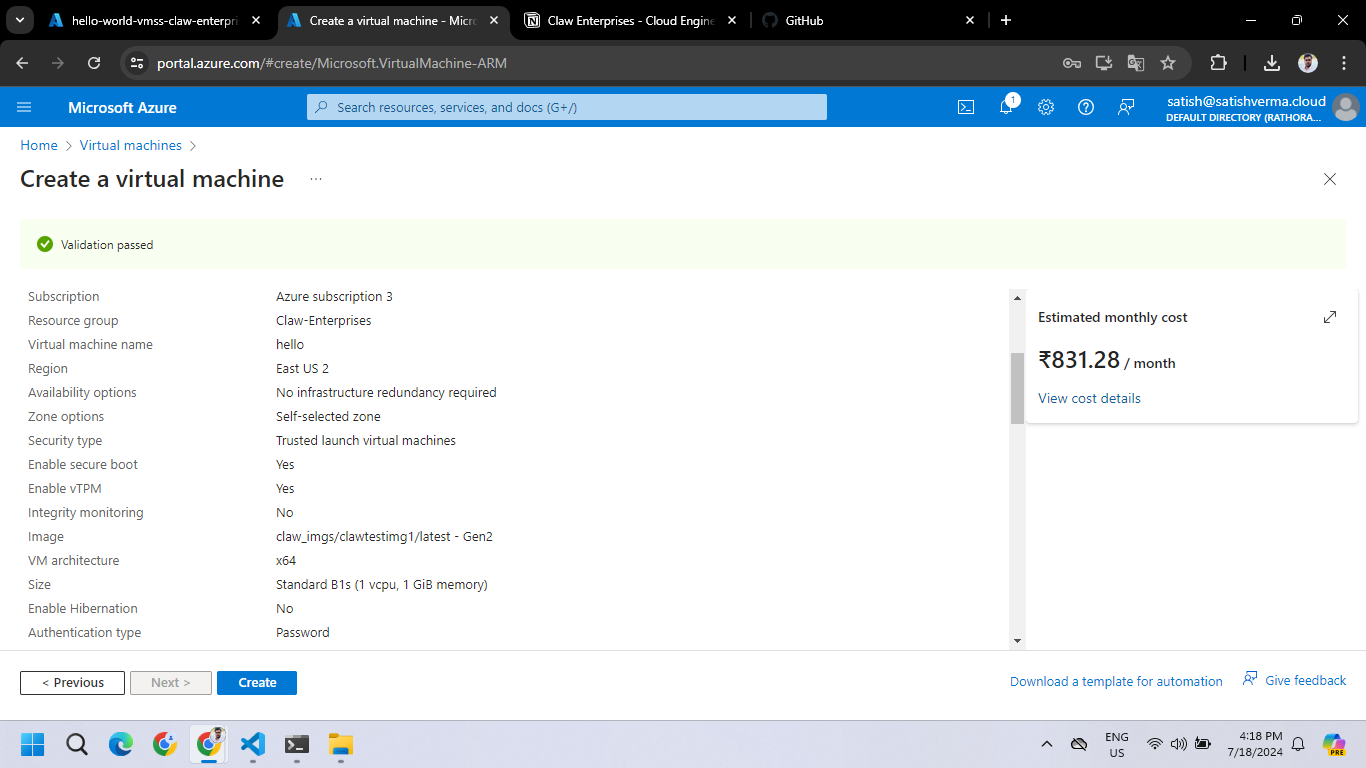 hello-world-vmss-claw-enterpri
Create a virtual machine - Micro
Claw Enterprises - Cloud Engine
GitHub
portal.azure.com/#create/Microsoft.VirtualMachine-ARM
Microsoft Azure
Search resources, services, and docs (G+/)
1
satish@satishverma.cloud
DEFAULT DIRECTORY (RATHORA...
Home
Virtual machines
Create a virtual machine
...
Validation passed
Subscription Azure subscription 3
Resource group Claw-Enterprises
Virtual machine name hello
Region East US 2
Availability options No infrastructure redundancy required
Zone options Self-selected zone
Security type Trusted launch virtual machines
Enable secure boot Yes
Enable vTPM Yes
Integrity monitoring No
Image claw_imgs/clawtestimg1/latest - Gen2
VM architecture x64
Size Standard B1s (1 vcpu, 1 GiB memory)
Enable Hibernation No
Authentication type Password
Estimated monthly cost
₹831.28 / month
View cost details
< Previous
Next >
Create
Download a template for automation
Give feedback
ENG
US
4:18 PM
7/18/2024
PRE